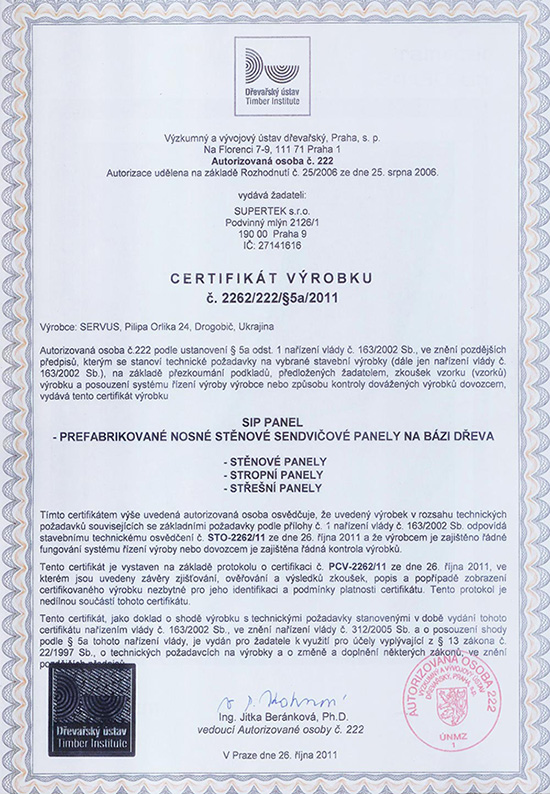 Dřevařský ústav
Timber Institute
Výzkumný a vývojový ústav dřevařský, Praha, s. p.
Na Florenci 7-9, 111 71 Praha 1
Autorizovaná osoba č. 222
Autorizace udělena na základě Rozhodnutí č. 25/2006 ze dne 25. srpna 2006.
vydává žadateli:
SUPERTEK s.r.o.
Podvinný mlýn 2126/1
190 00 Praha 9
IČ: 27141616
CERTIFIKÁT VÝROBKU
č. 2262/222/§5a/2011
Výrobce: SERVUS, Pilipa Orlika 24, Drogobič, Ukrajina
Autorizovaná osoba č.222 podle ustanovení § 5a odst. 1 nařízení vlády č. 163/2002 Sb., ve znění pozdějších
předpisů, kterým se stanoví technické požadavky na vybrané stavební výrobky (dále jen nařízení vlády č.
163/2002 Sb.), na základě přezkoumání podkladů, předložených žadatelem, zkoušek vzorku (vzorků)
výrobku a posouzení systému řízení výroby výrobce nebo způsobu kontroly dovážených výrobků dovozcem,
vydává tento certifikát výrobku
SIP PANEL
- PREFABRIKOVANÉ NOSNÉ STĚNOVÉ SENDVIČOVÉ PANELY NA BÁZI DŘEVA
- STĚNOVÉ PANELY
- STROPNÍ PANELY
- STŘEŠNÍ PANELY
Tímto certifikátem výše uvedená autorizovaná osoba osvědčuje, že uvedený výrobek v rozsahu technických
požadavků souvisejících se základními požadavky podle přílohy č. 1 nařízení vlády č. 163/2002 Sb. odpovídá
stavebnímu technickému osvědčení č. STO-2262/11 ze dne 26. října 2011 a že výrobcem je zajištěno řádné
fungování systému řízení výroby nebo dovozcem je zajištěna řádná kontrola výrobků.
Tento certifikát je vystaven na základě protokolu o certifikaci č. PCV-2262/11 ze dne 26. října 2011, ve
kterém jsou uvedeny závěry zjišťování, ověřování a výsledků zkoušek, popis a popřípadě zobrazení
certifikovaného výrobku nezbytné pro jeho identifikaci a podmínky platnosti certifikátu. Tento protokol je
nedílnou součástí tohoto certifikátu.
Tento certifikát, jako doklad o shodě výrobku s technickými požadavky stanovenými v době vydání tohoto
certifikátu nařízením vlády č. 163/2002 Sb., ve znění nařízení vlády č. 312/2005 Sb. a o posouzení shody
podle § 5a tohoto nařízení vlády, je vydán pro žadatele k využití pro účely vyplývající z § 13 zákona č.
22/1997 Sb., o technických požadavcích na výrobky a o změně a doplnění některých zákonů, ve znění
pozdějších předpisů.
Dřevařský ústav
Timber Institute
Ing. Jitka Beránková, Ph.D.
vedoucí Autorizované osoby č. 222
V Praze dne 26. října 2011
AUTORIZOVANÁ OSOBA 222
VÝZKUMNÝ A VÝVOJOVÝ ÚSTAV
DŘEVAŘSKÝ, PRAHA, s.p.
ÚNMZ
1